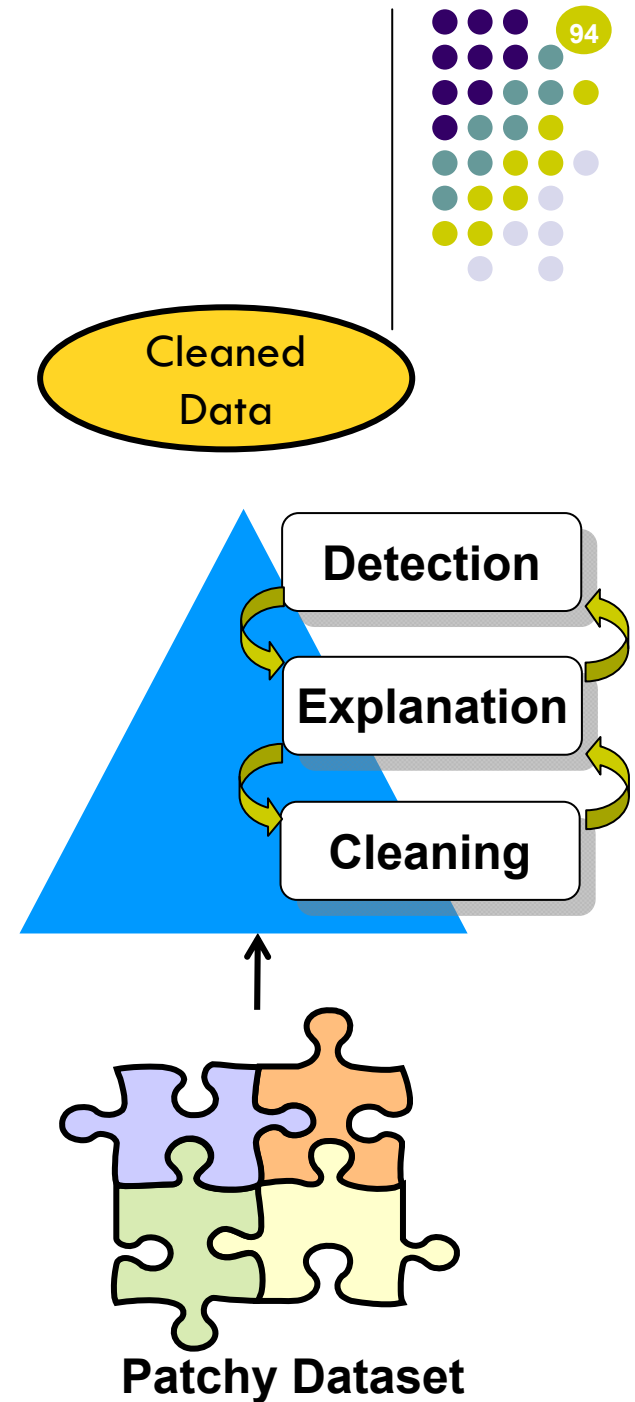 94
Cleaned
Data
Detection
Explanation
Cleaning
Patchy Dataset